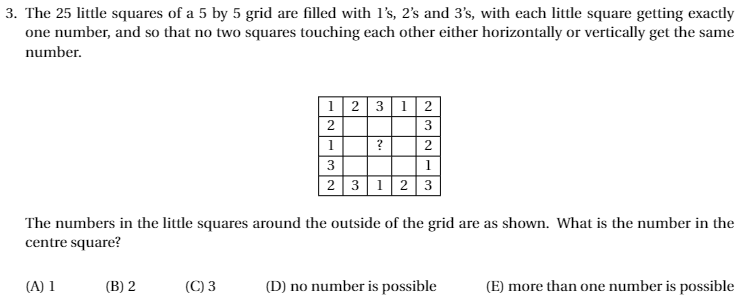 3. The 25 little squares of a 5 by 5 grid are filled with 1's, 2's and 3's, with each little square getting exactly
one number, and so that no two squares touching each other either horizontally or vertically get the same
number.
1 2 3 1 2
2 3
1 ? 2
3 1
2 3 1 2 3
The numbers in the little squares around the outside of the grid are as shown. What is the number in the
centre square?
(A) 1 (B) 2 (C) 3 (D) no number is possible (E) more than one number is possible